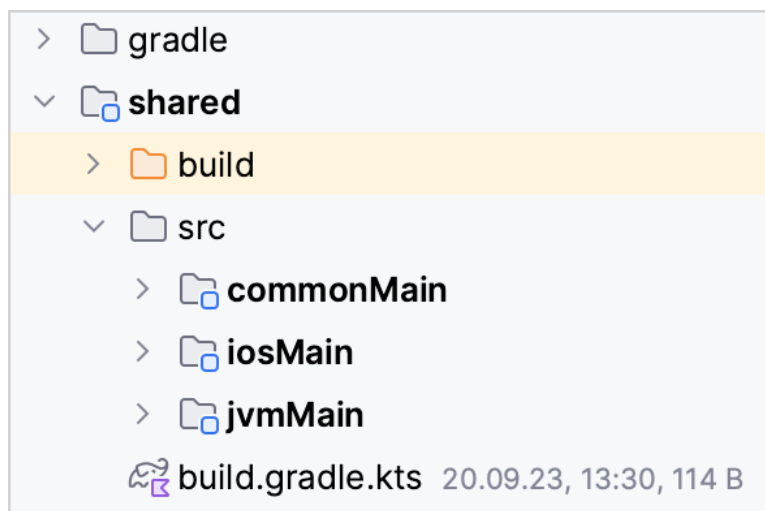 gradle
shared
build
src
commonMain
iosMain
jvmMain
build.gradle.kts 20.09.23, 13:30, 114 B